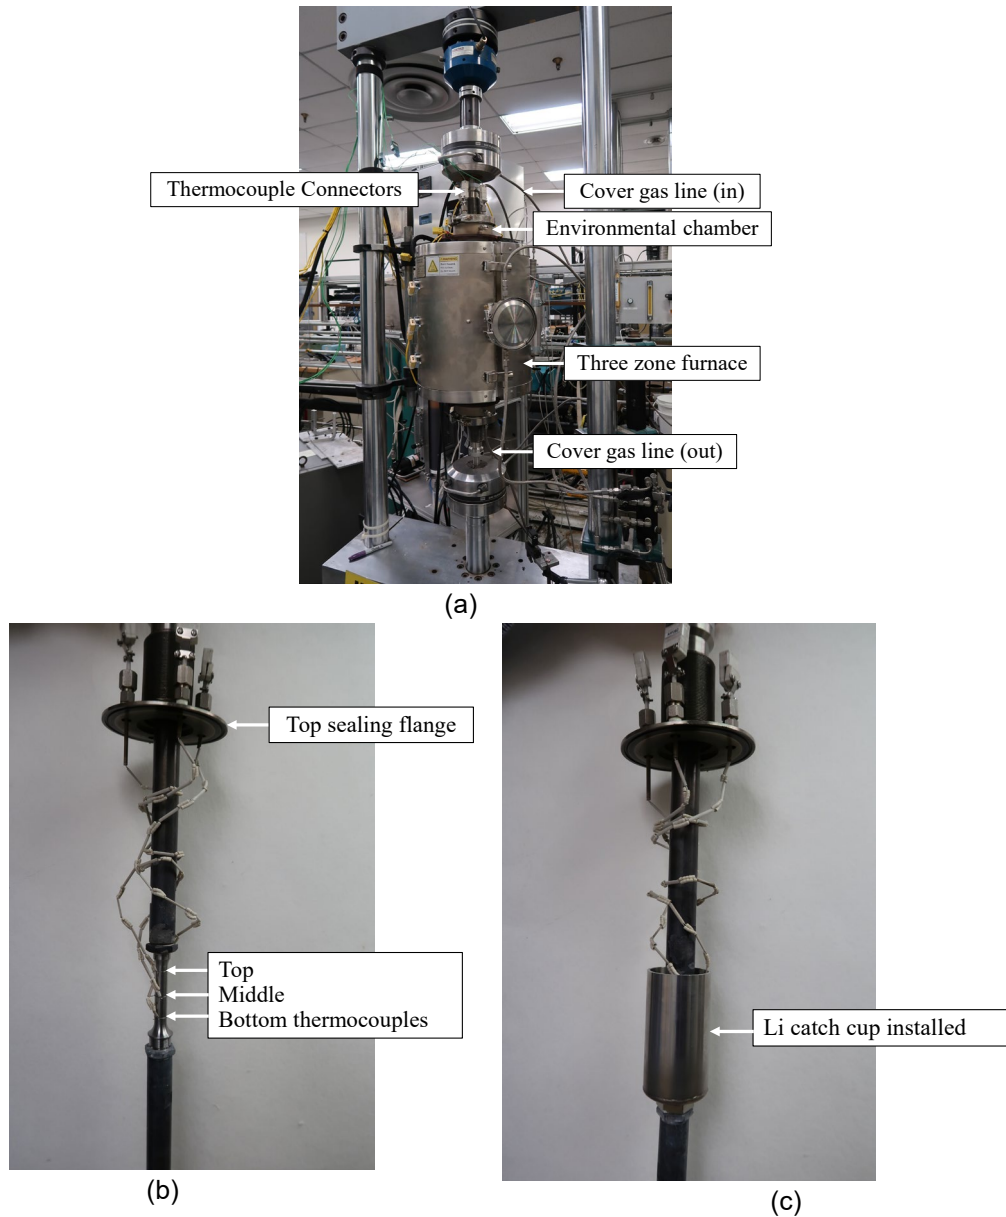 Thermocouple Connectors
Cover gas line (in)
Environmental chamber
Three zone furnace
Cover gas line (out)
(a)
Top sealing flange
Top
Middle
Bottom thermocouples
(b)
Li catch cup installed
(c)